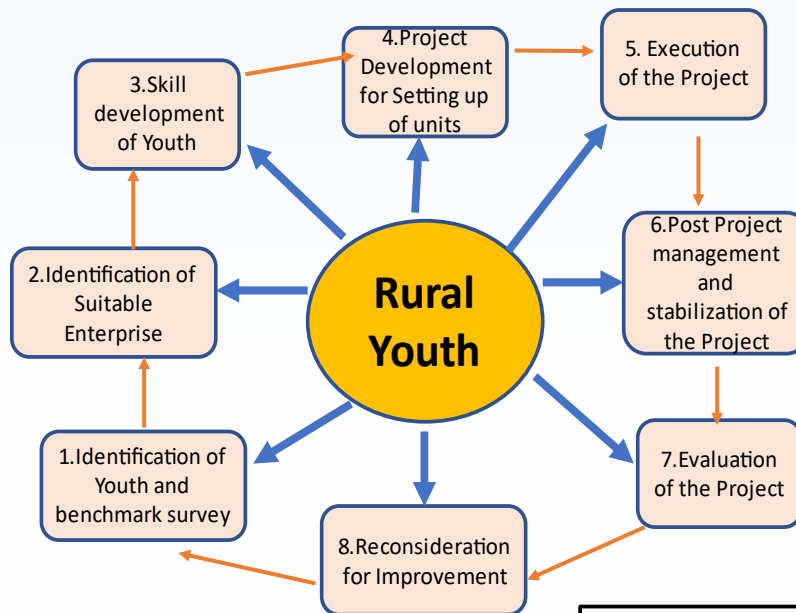 4.Project
Development
for Setting up
of units
5. Execution
of the Project
3.Skill
development
of Youth
6.Post Project
management
and
stabilization of
the Project
2.Identification of
Suitable
Enterprise
Rural
Youth
1.Identification of
Youth and
benchmark survey
7.Evaluation
of the Project
8.Reconsideration
for Improvement